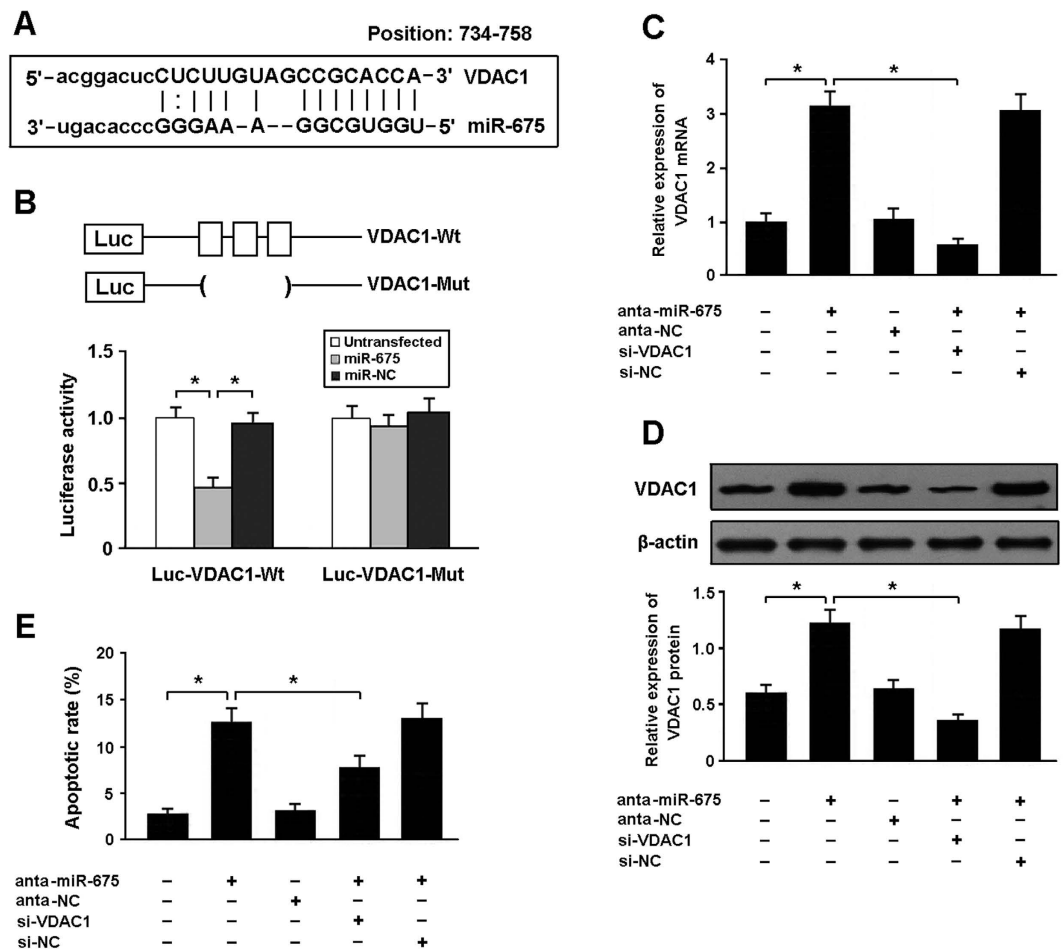 A
Position: 734-758
5'-acggacucCUCUUGUAGCCGCACCA-3' VDAC1
3'-ugacacccGGGAA-A--GGCGUGGU-5' miR-675
B
Luc VDAC1-Wt
Luc ( ) VDAC1-Mut
Untransfected
miR-675
miR-NC
Luciferase activity
1.5
1.0
0.5
0
* *
Luc-VDAC1-Wt Luc-VDAC1-Mut
C
Relative expression of
VDAC1 mRNA
4
3
2
1
0
* *
anta-miR-675 – + – + +
anta-NC – – + – –
si-VDAC1 – – – + –
si-NC – – – – +
D
VDAC1
β-actin
Relative expression of
VDAC1 protein
1.5
1.0
0.5
0
* *
anta-miR-675 – + – + +
anta-NC – – + – –
si-VDAC1 – – – + –
si-NC – – – – +
E
Apoptotic rate (%)
20
15
10
5
0
* *
anta-miR-675 – + – + +
anta-NC – – + – –
si-VDAC1 – – – + –
si-NC – – – – +